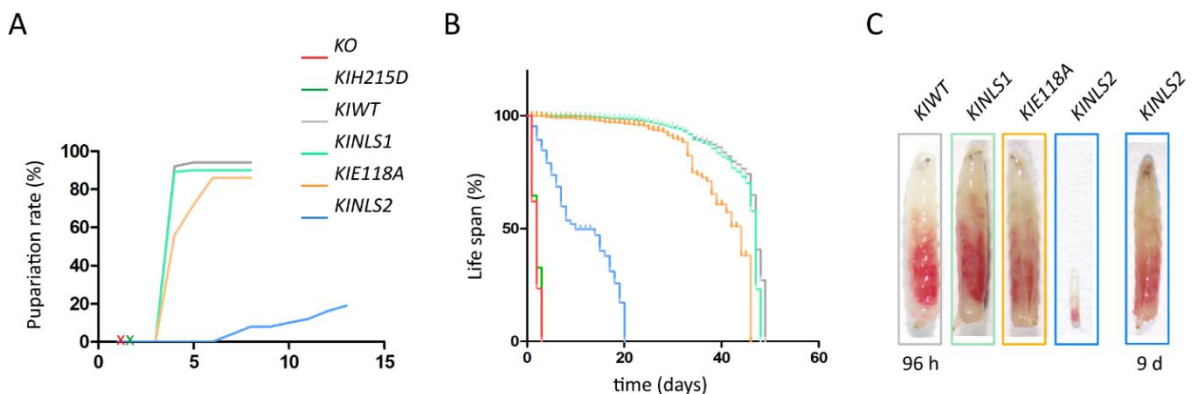 A
KO
KIH215D
KIWT
KINLS1
KIE118A
KINLS2
Pupariation rate (%)
100
80
60
40
20
0
0 5 10 15
x x
B
Life span (%)
100
50
0
0 20 40 60
time (days)
C
KIWT KINLS1 KIE118A KINLS2 KINLS2
96 h 9 d